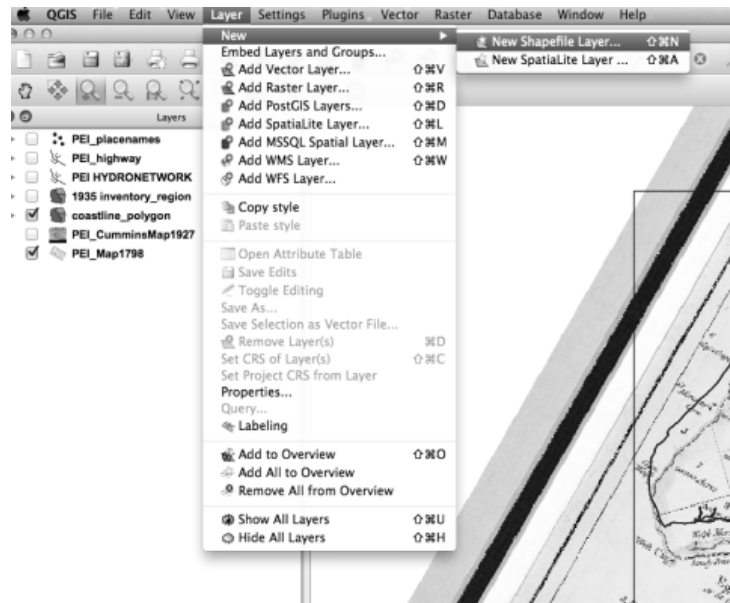 QGIS File Edit View Layer Settings Plugins Vector Raster Database Window Help
New
New Shapefile Layer... ⇧⌘N
New SpatiaLite Layer ... ⇧⌘A
Embed Layers and Groups...
Add Vector Layer... ⇧⌘V
Add Raster Layer... ⇧⌘R
Add PostGIS Layers... ⇧⌘D
Add SpatiaLite Layer... ⇧⌘L
Add MSSQL Spatial Layer... ⇧⌘M
Add WMS Layer... ⇧⌘W
Add WFS Layer...
Copy style
Paste style
Open Attribute Table
Save Edits
Toggle Editing
Save As...
Save Selection as Vector File...
Remove Layer(s) ⌘D
Set CRS of Layer(s) ⇧⌘C
Set Project CRS from Layer
Properties...
Query...
Labeling
Add to Overview ⇧⌘O
Add All to Overview
Remove All from Overview
Show All Layers ⇧⌘U
Hide All Layers ⇧⌘H
Layers
PEI_placenames
PEI_highway
PEI HYDRONETWORK
1935 inventory_region
coastline_polygon
PEI_CumminsMap1927
PEI_Map1798